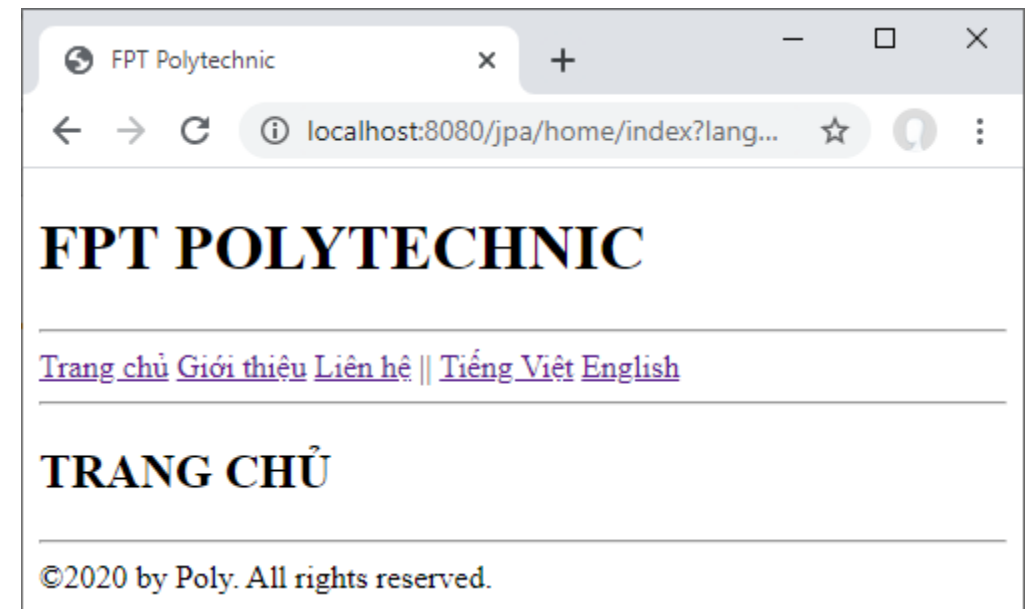 FPT Polytechnic
localhost:8080/jpa/home/index?lang...
FPT POLYTECHNIC
Trang chủ Giới thiệu Liên hệ || Tiếng Việt English
TRANG CHỦ
©2020 by Poly. All rights reserved.